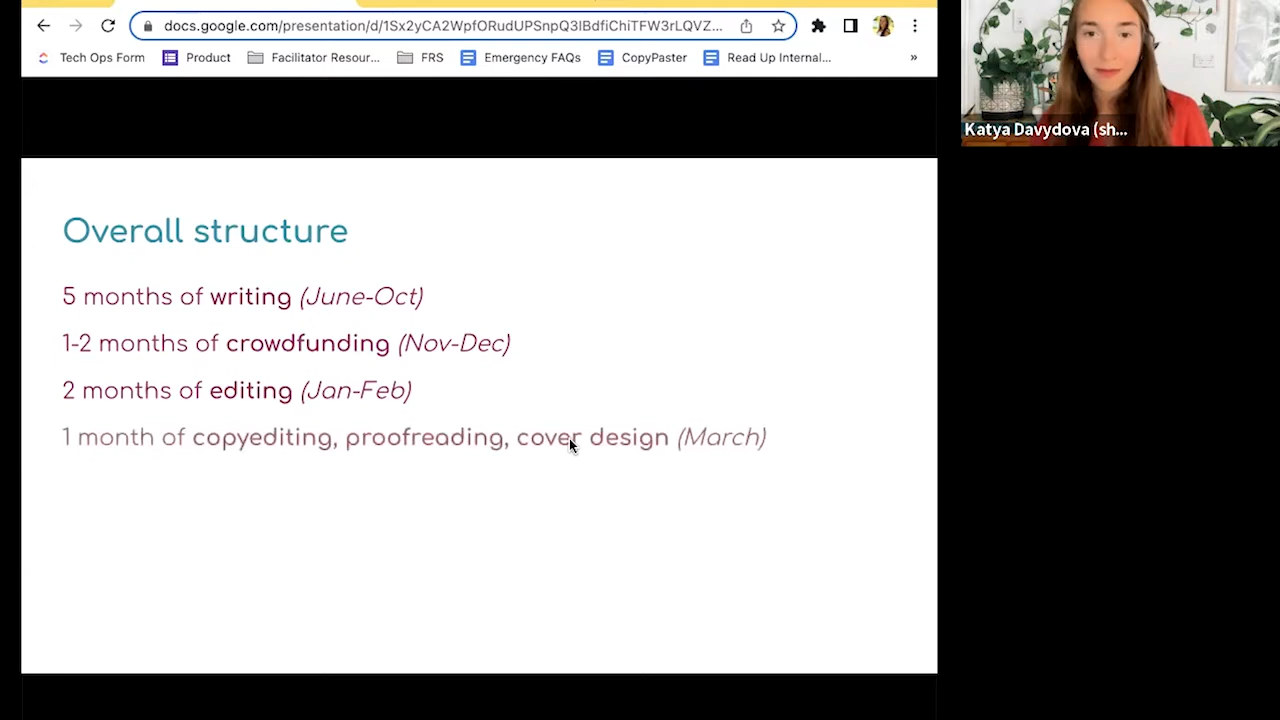 docs.google.com/presentation/d/1Sx2yCA2WpfORudUPSnpQ3lBdfiChiTFW3rLQVZ...
Tech Ops Form Product Facilitator Resour... FRS Emergency FAQs CopyPaster Read Up Internal... »
Katya Davydova (sh...
Overall structure
5 months of writing (June-Oct)
1-2 months of crowdfunding (Nov-Dec)
2 months of editing (Jan-Feb)
1 month of copyediting, proofreading, cover design (March)